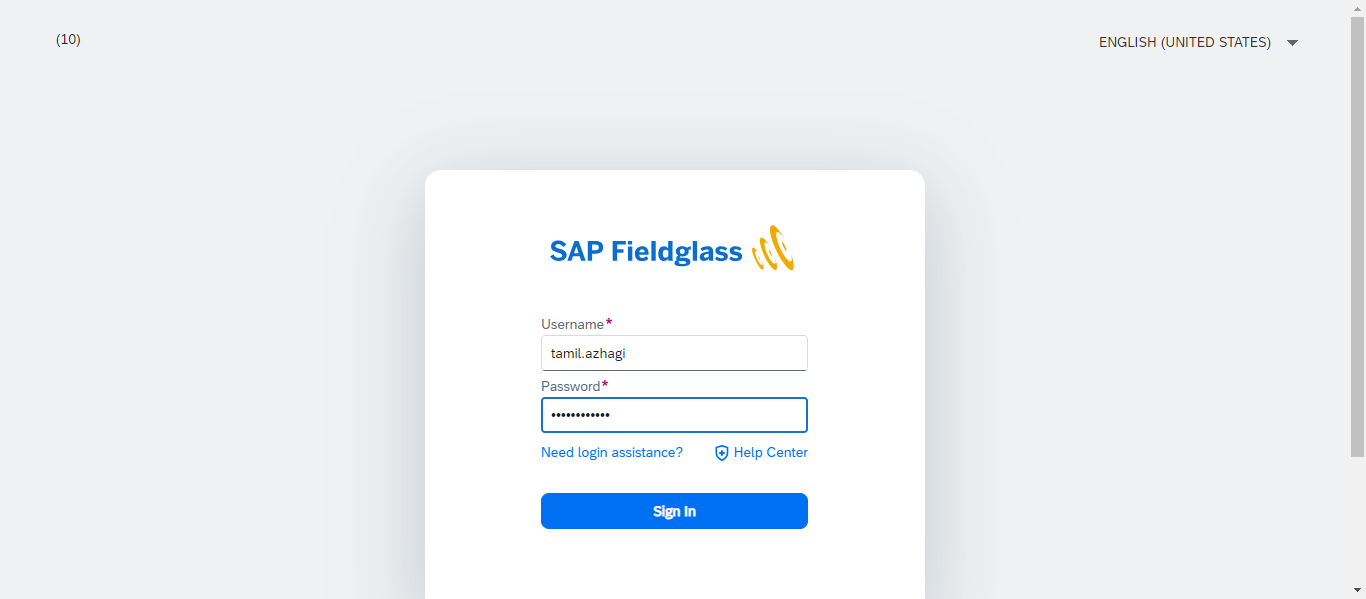 (10)
ENGLISH (UNITED STATES)
SAP Fieldglass
Username*
tamil.azhagi
Password*
••••••••••••
Need login assistance? Help Center
Sign In